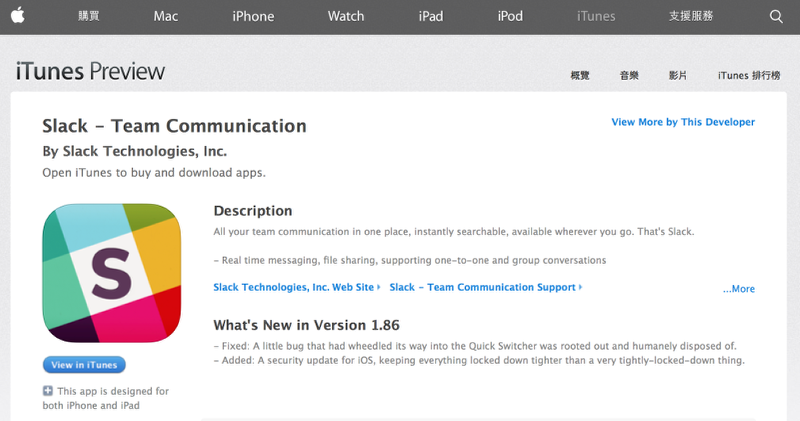 購買 Mac iPhone Watch iPad iPod iTunes 支援服務
iTunes Preview
概覽 音樂 影片 iTunes 排行榜
Slack - Team Communication
View More by This Developer
By Slack Technologies, Inc.
Open iTunes to buy and download apps.
S
Description
All your team communication in one place, instantly searchable, available wherever you go. That's Slack.
- Real time messaging, file sharing, supporting one-to-one and group conversations
Slack Technologies, Inc. Web Site Slack - Team Communication Support
...More
What's New in Version 1.86
- Fixed: A little bug that had wheedled its way into the Quick Switcher was rooted out and humanely disposed of.
- Added: A security update for iOS, keeping everything locked down tighter than a very tightly-locked-down thing.
View in iTunes
+ This app is designed for
both iPhone and iPad